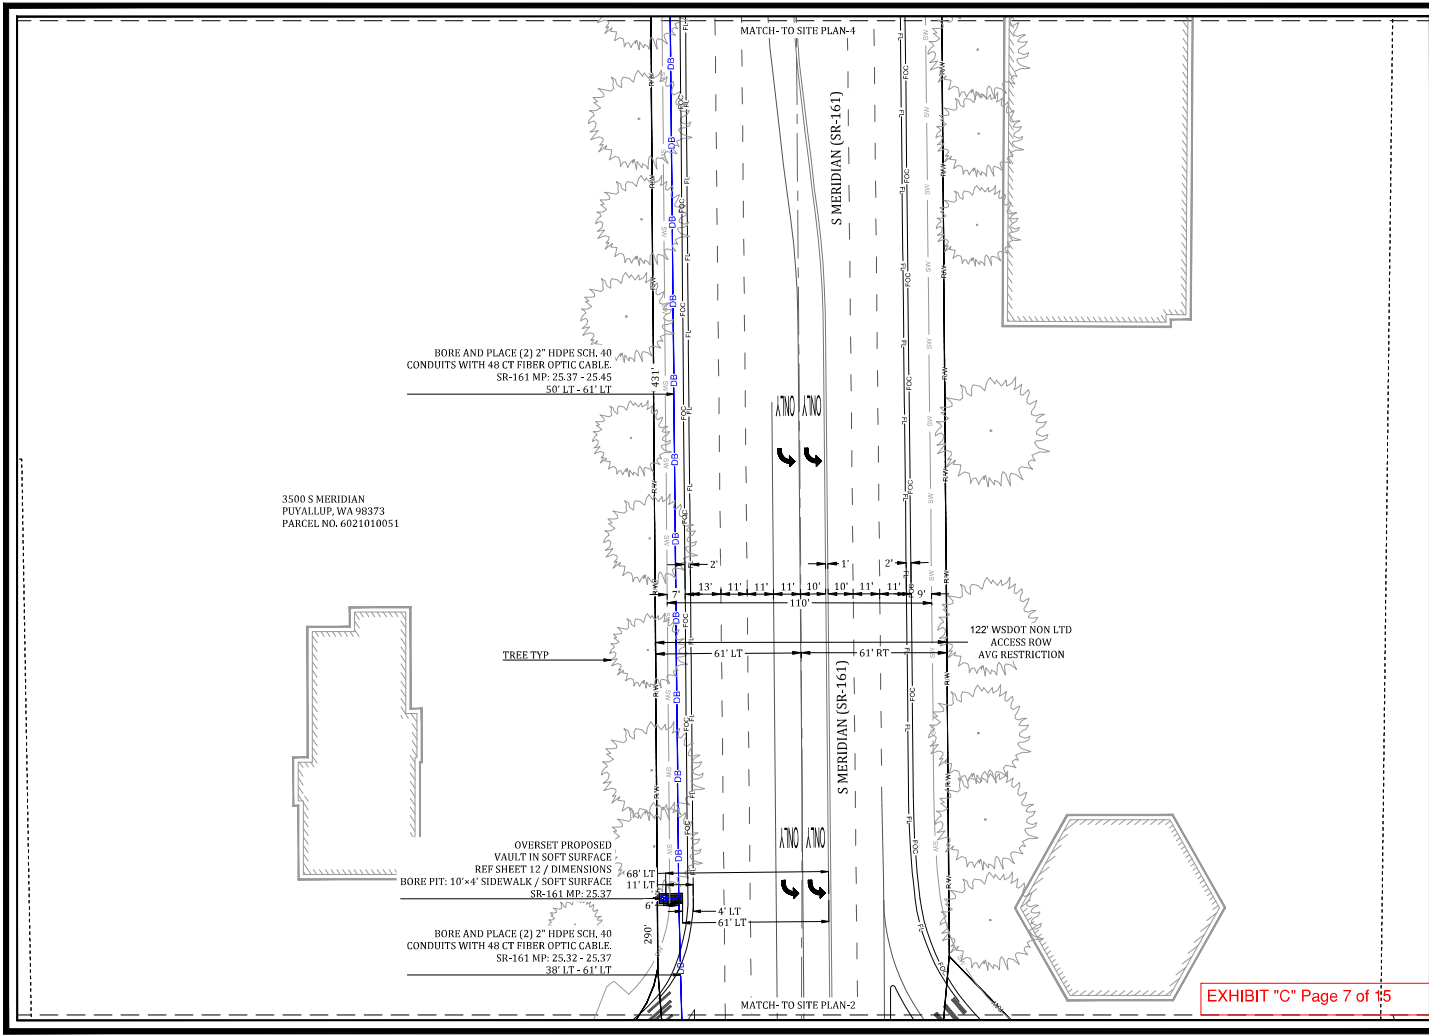 MATCH- TO SITE PLAN-4
S MERIDIAN (SR-161)
BORE AND PLACE (2) 2" HDPE SCH. 40
CONDUITS WITH 48 CT FIBER OPTIC CABLE.
SR-161 MP: 25.37 - 25.45
50' LT - 61' LT
431'
ONLY
ONLY
3500 S MERIDIAN
PUYALLUP, WA 98373
PARCEL NO. 6021010051
2'
1'
2'
7'
13'
11'
11'
11'
10'
10'
11'
11'
9'
110'
122' WSDOT NON LTD
ACCESS ROW
AVG RESTRICTION
TREE TYP
61' LT
61' RT
S MERIDIAN (SR-161)
ONLY
ONLY
OVERSET PROPOSED
VAULT IN SOFT SURFACE
REF SHEET 12 / DIMENSIONS
BORE PIT: 10'×4' SIDEWALK / SOFT SURFACE
SR-161 MP: 25.37
68' LT
11' LT
6'
4' LT
61' LT
290'
BORE AND PLACE (2) 2" HDPE SCH. 40
CONDUITS WITH 48 CT FIBER OPTIC CABLE.
SR-161 MP: 25.32 - 25.37
38' LT - 61' LT
MATCH- TO SITE PLAN-2
EXHIBIT "C" Page 7 of 15